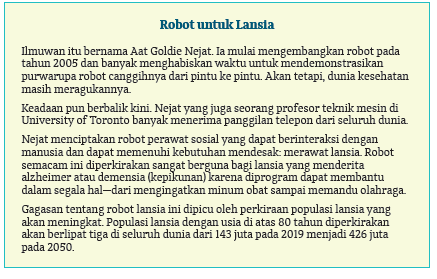 Robot untuk Lansia
Ilmuwan itu bernama Aat Goldie Nejat. Ia mulai mengembangkan robot pada
tahun 2005 dan banyak menghabiskan waktu untuk mendemonstrasikan
purwarupa robot canggihnya dari pintu ke pintu. Akan tetapi, dunia kesehatan
masih meragukannya.
Keadaan pun berbalik kini. Nejat yang juga seorang profesor teknik mesin di
University of Toronto banyak menerima panggilan telepon dari seluruh dunia.
Nejat menciptakan robot perawat sosial yang dapat berinteraksi dengan
manusia dan dapat memenuhi kebutuhan mendesak: merawat lansia. Robot
semacam ini diperkirakan sangat berguna bagi lansia yang menderita
alzheimer atau demensia (kepikunan) karena diprogram dapat membantu
dalam segala hal—dari mengingatkan minum obat sampai memandu olahraga.
Gagasan tentang robot lansia ini dipicu oleh perkiraan populasi lansia yang
akan meningkat. Populasi lansia dengan usia di atas 80 tahun diperkirakan
akan berlipat tiga di seluruh dunia dari 143 juta pada 2019 menjadi 426 juta
pada 2050.